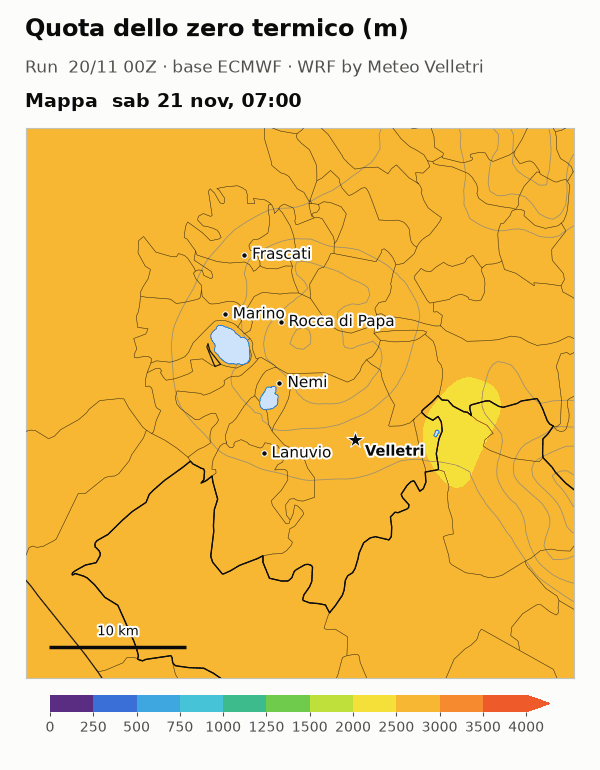 Quota dello zero termico (m)
Run  20/11 00Z · base ECMWF · WRF by Meteo Velletri
Mappa  sab 21 nov, 07:00
Frascati
Marino
Rocca di Papa
Nemi
Velletri
Lanuvio
10 km
0 250 500 750 1000 1250 1500 2000 2500 3000 3500 4000